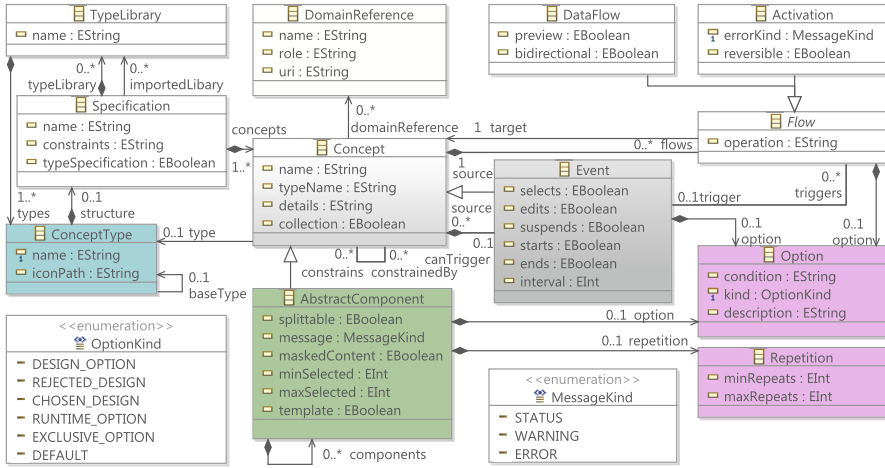 TypeLibrary
name : EString
DomainReference
name : EString
role : EString
uri : EString
DataFlow
preview : EBoolean
bidirectional : EBoolean
Activation
errorKind : MessageKind
reversible : EBoolean
0..*
typeLibrary
0..*
importedLibary
Specification
name : EString
constraints : EString
typeSpecification : EBoolean
concepts
1..*
0..*
domainReference
1 target
0..* flows
Flow
operation : EString
Concept
name : EString
typeName : EString
details : EString
collection : EBoolean
1
source
source
0..*
0..1
canTrigger
Event
selects : EBoolean
edits : EBoolean
suspends : EBoolean
starts : EBoolean
ends : EBoolean
interval : EInt
0..1trigger
0..*
triggers
0..1
option
0..1
option
1..*
types
0..1
structure
ConceptType
name : EString
iconPath : EString
0..1 type
0..1
baseType
0..*
constrains
0..*
constrainedBy
Option
condition : EString
kind : OptionKind
description : EString
AbstractComponent
splittable : EBoolean
message : MessageKind
maskedContent : EBoolean
minSelected : EInt
maxSelected : EInt
template : EBoolean
0..1 option
0..1 repetition
Repetition
minRepeats : EInt
maxRepeats : EInt
<<enumeration>>
OptionKind
DESIGN_OPTION
REJECTED_DESIGN
CHOSEN_DESIGN
RUNTIME_OPTION
EXCLUSIVE_OPTION
DEFAULT
<<enumeration>>
MessageKind
STATUS
WARNING
ERROR
0..* components